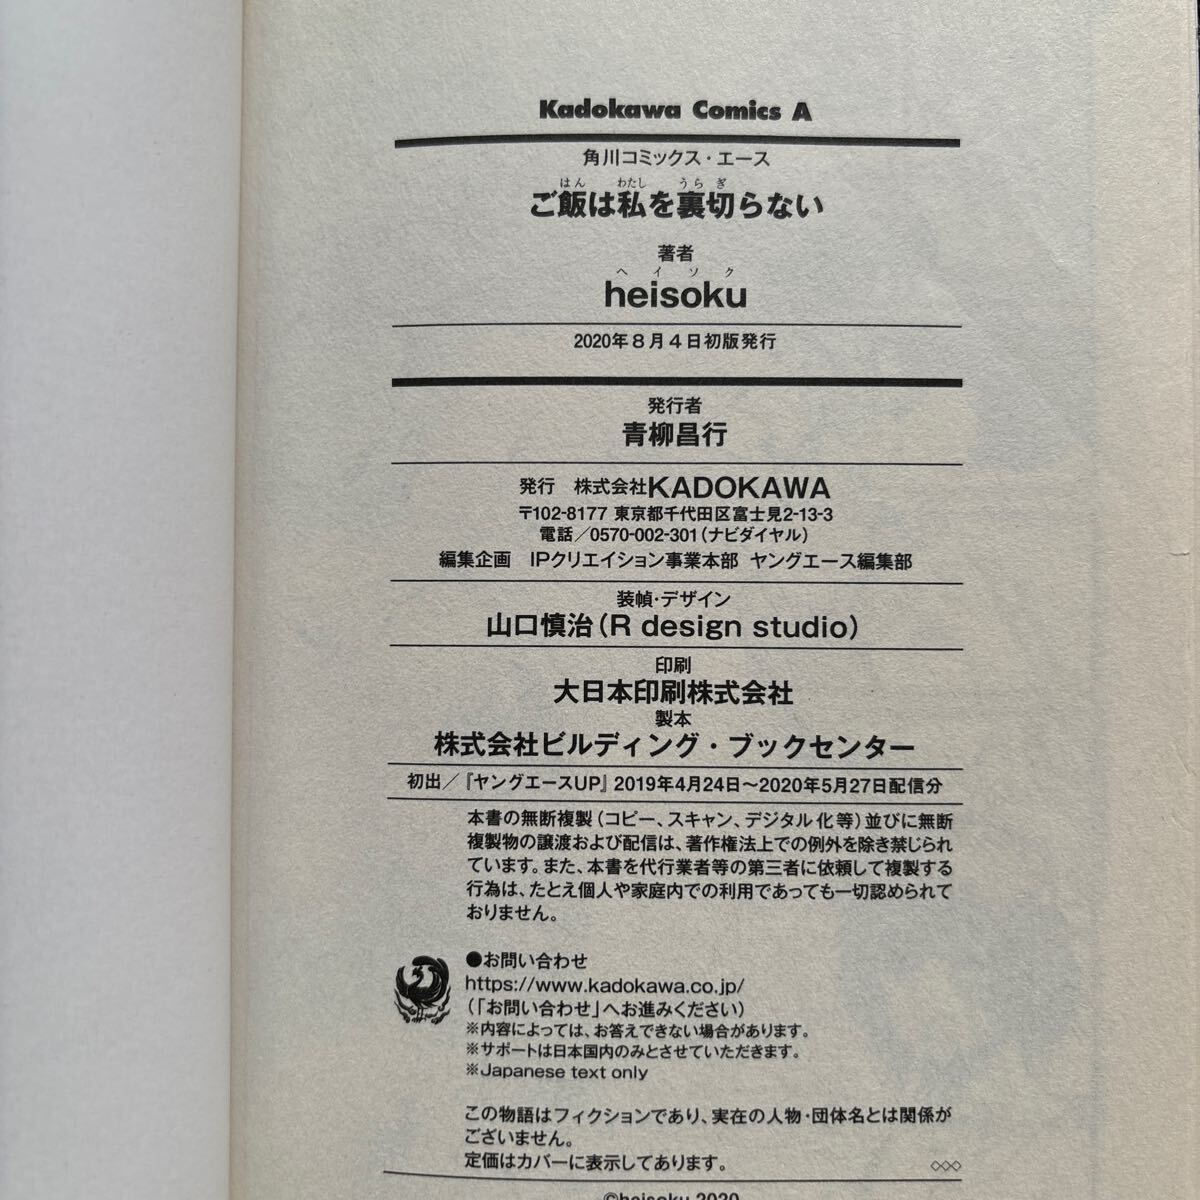 Kadokawa Comics A
角川コミックス・エース
はん わたし うらぎ
ご飯は私を裏切らない
著者
ヘイソク
heisoku
2020年8月4日初版発行
発行者
青柳昌行
発行 株式会社KADOKAWA
〒102-8177 東京都千代田区富士見2-13-3
電話／0570-002-301（ナビダイヤル）
編集企画 IPクリエイション事業本部 ヤングエース編集部
装幀・デザイン
山口慎治（R design studio）
印刷
大日本印刷株式会社
製本
株式会社ビルディング・ブックセンター
初出／『ヤングエースUP』2019年4月24日～2020年5月27日配信分
本書の無断複製（コピー、スキャン、デジタル化等）並びに無断
複製物の譲渡および配信は、著作権法上での例外を除き禁じられ
ています。また、本書を代行業者等の第三者に依頼して複製する
行為は、たとえ個人や家庭内での利用であっても一切認められて
おりません。
●お問い合わせ
https://www.kadokawa.co.jp/
（「お問い合わせ」へお進みください）
※内容によっては、お答えできない場合があります。
※サポートは日本国内のみとさせていただきます。
※Japanese text only
この物語はフィクションであり、実在の人物・団体名とは関係が
ございません。
定価はカバーに表示してあります。
◇◇◇
©heisoku 2020